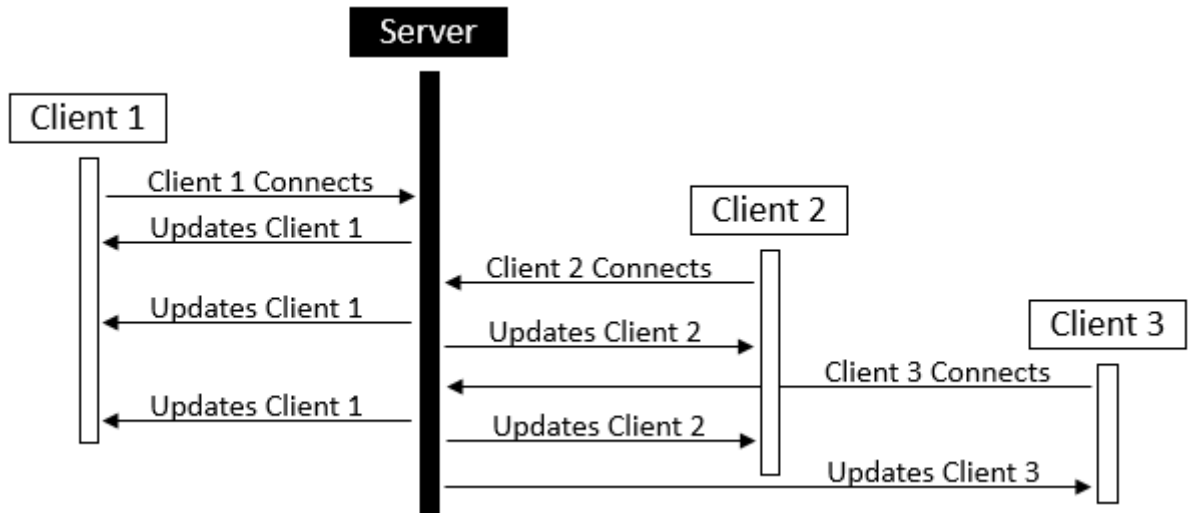 Server
Client 1
Client 1 Connects
Client 2
Updates Client 1
Client 2 Connects
Updates Client 1
Client 3
Updates Client 2
Client 3 Connects
Updates Client 1
Updates Client 2
Updates Client 3